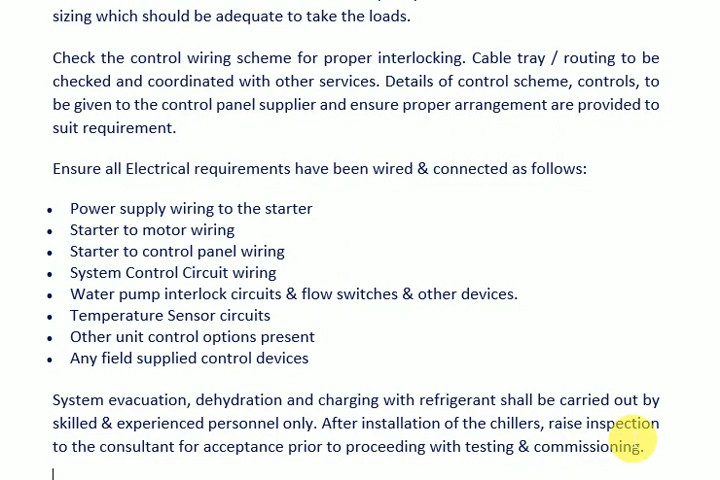 sizing which should be adequate to take the loads.
Check the control wiring scheme for proper interlocking. Cable tray / routing to be
checked and coordinated with other services. Details of control scheme, controls, to
be given to the control panel supplier and ensure proper arrangement are provided to
suit requirement.
Ensure all Electrical requirements have been wired & connected as follows:
• Power supply wiring to the starter
• Starter to motor wiring
• Starter to control panel wiring
• System Control Circuit wiring
• Water pump interlock circuits & flow switches & other devices.
• Temperature Sensor circuits
• Other unit control options present
• Any field supplied control devices
System evacuation, dehydration and charging with refrigerant shall be carried out by
skilled & experienced personnel only. After installation of the chillers, raise inspection
to the consultant for acceptance prior to proceeding with testing & commissioning.